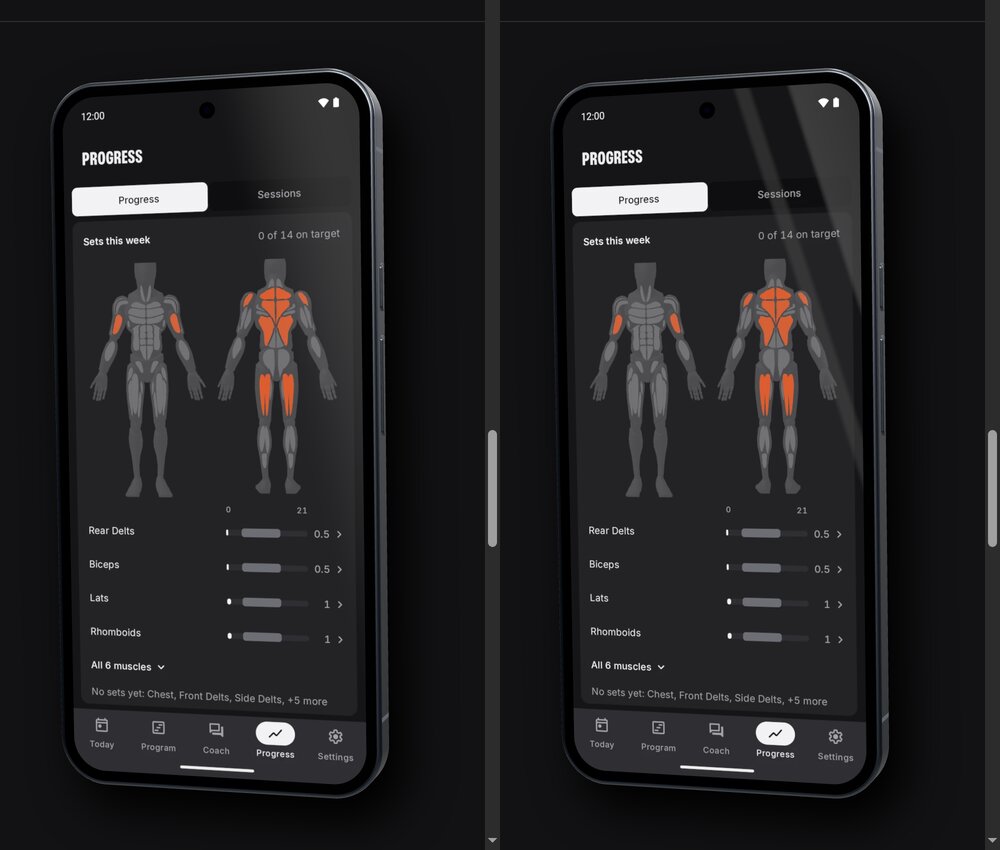 12:00
PROGRESS
Progress
Sessions
Sets this week
0 of 14 on target
0
21
Rear Delts
0.5
Biceps
0.5
Lats
1
Rhomboids
1
All 6 muscles
No sets yet: Chest, Front Delts, Side Delts, +5 more
Today
Program
Coach
Progress
Settings
12:00
PROGRESS
Progress
Sessions
Sets this week
0 of 14 on target
0
21
Rear Delts
0.5
Biceps
0.5
Lats
1
Rhomboids
1
All 6 muscles
No sets yet: Chest, Front Delts, Side Delts, +5 more
Today
Program
Coach
Progress
Settings